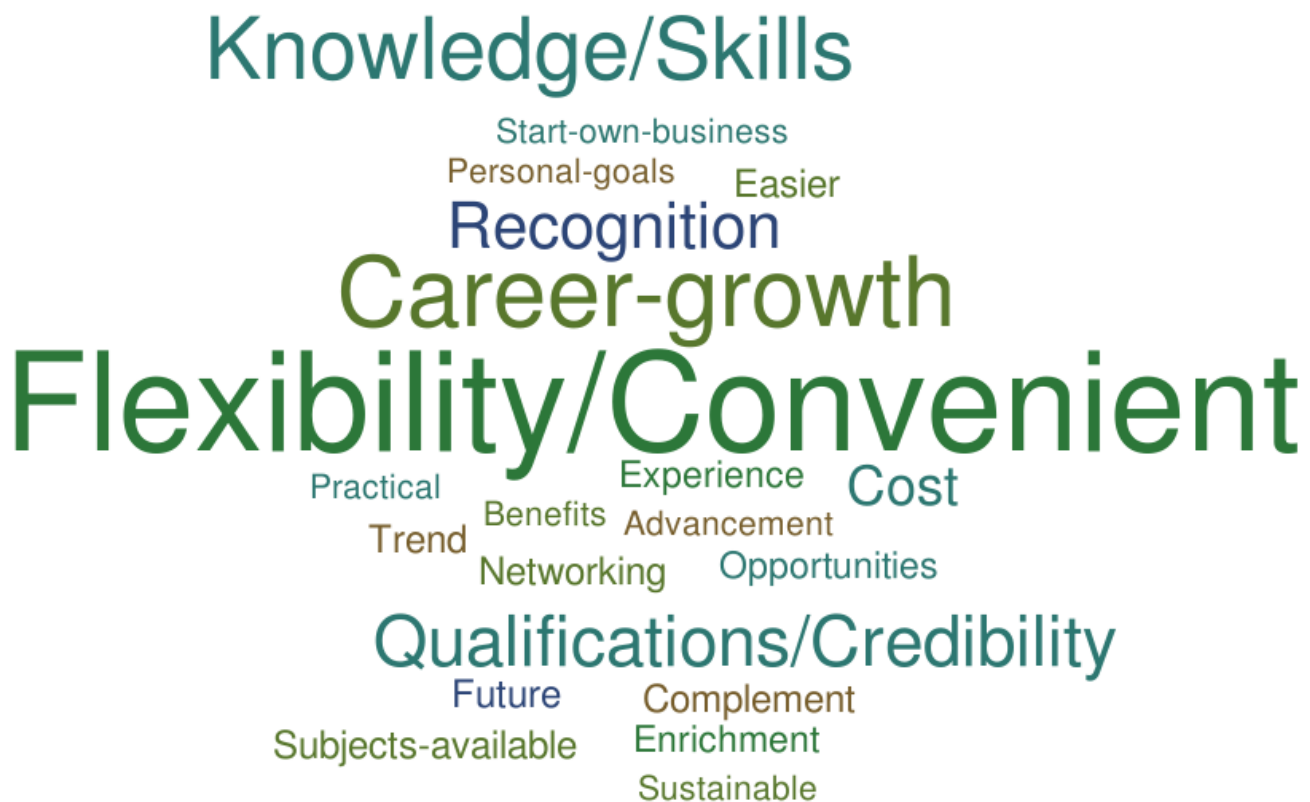 Knowledge/Skills
Start-own-business
Personal-goals Easier
Recognition
Career-growth
Flexibility/Convenient
Practical Experience Cost
Trend Benefits Advancement
Networking Opportunities
Qualifications/Credibility
Future Complement
Subjects-available Enrichment
Sustainable